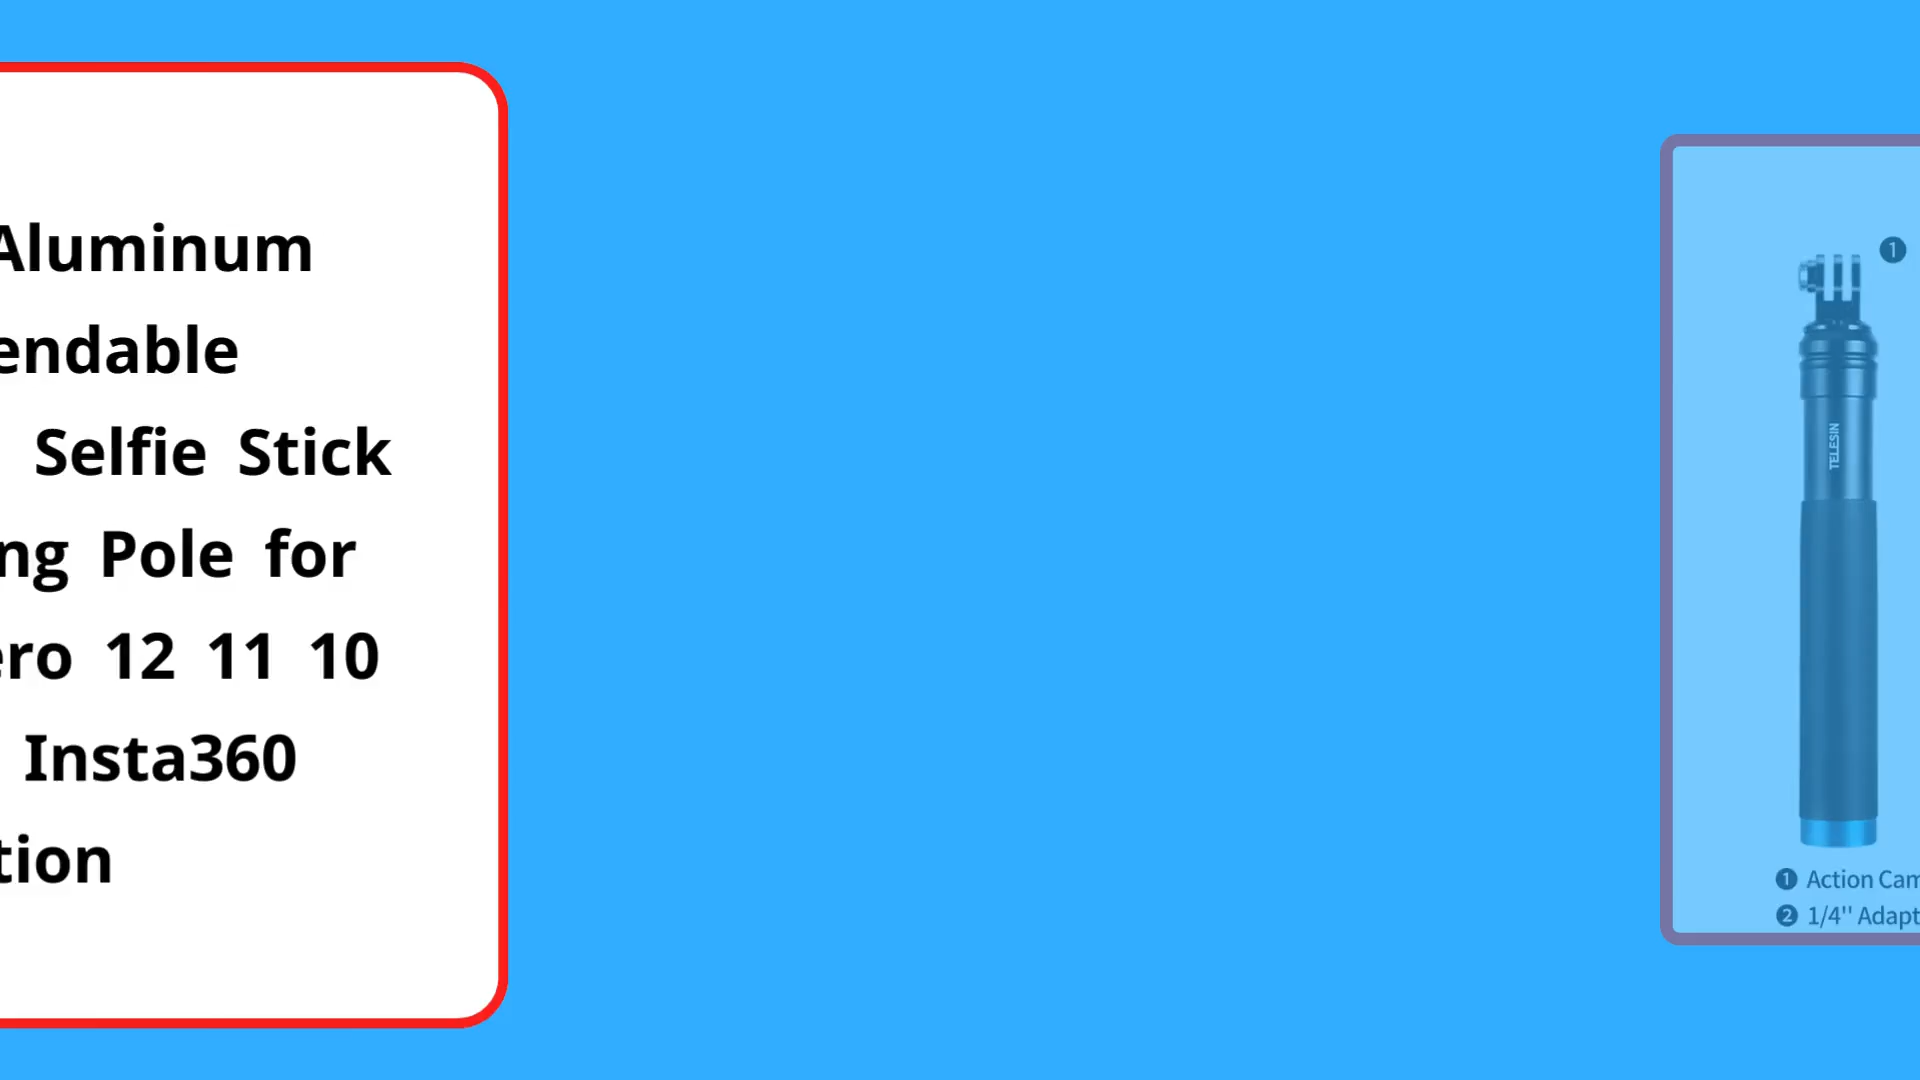 Aluminum
endable
Selfie Stick
ng Pole for
ero 12 11 10
Insta360
tion
1
TELESIN
1 Action Cam
2 1/4'' Adapt